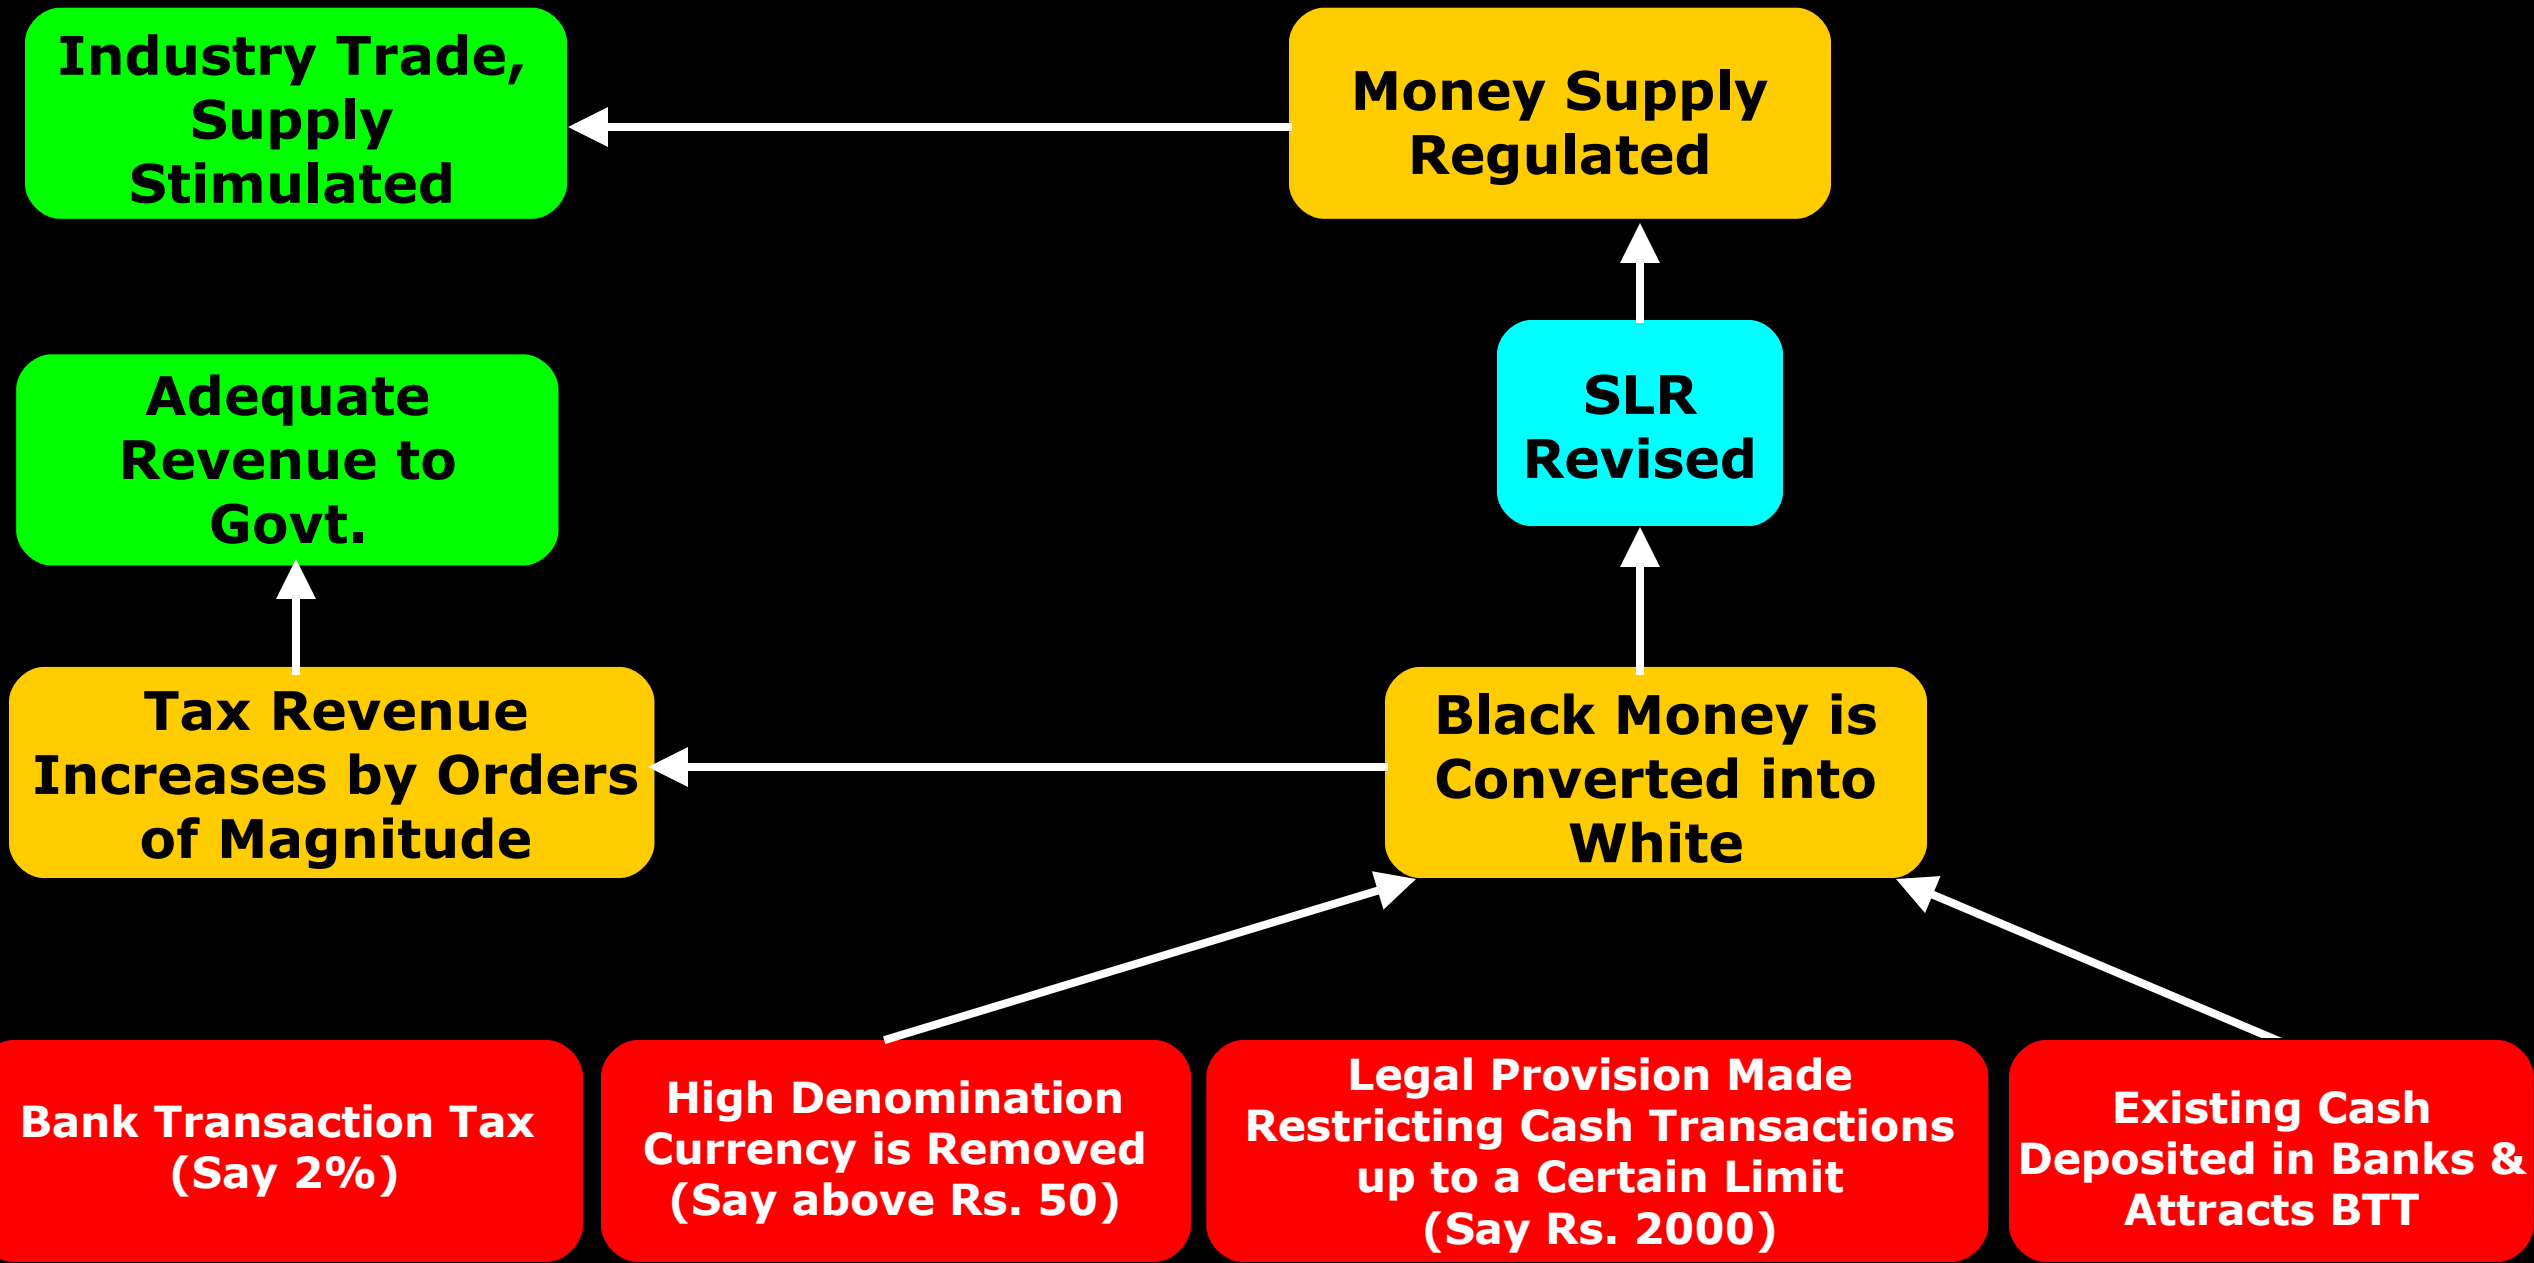 Industry Trade,
Supply
Stimulated
Money Supply
Regulated
Adequate
Revenue to
Govt.
SLR
Revised
Tax Revenue
Increases by Orders
of Magnitude
Black Money is
Converted into
White
Bank Transaction Tax
(Say 2%)
High Denomination
Currency is Removed
(Say above Rs. 50)
Legal Provision Made
Restricting Cash Transactions
up to a Certain Limit
(Say Rs. 2000)
Existing Cash
Deposited in Banks &
Attracts BTT